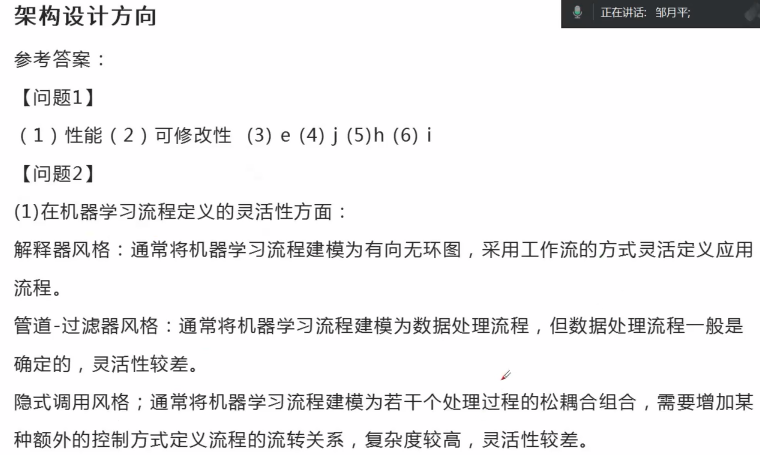 架构设计方向
正在讲话: 邹月平;
参考答案：
【问题1】
（1）性能（2）可修改性 (3) e (4) j (5)h (6) i
【问题2】
(1)在机器学习流程定义的灵活性方面：
解释器风格：通常将机器学习流程建模为有向无环图，采用工作流的方式灵活定义应用
流程。
管道-过滤器风格：通常将机器学习流程建模为数据处理流程，但数据处理流程一般是
确定的，灵活性较差。
隐式调用风格；通常将机器学习流程建模为若干个处理过程的松耦合组合，需要增加某
种额外的控制方式定义流程的流转关系，复杂度较高，灵活性较差。